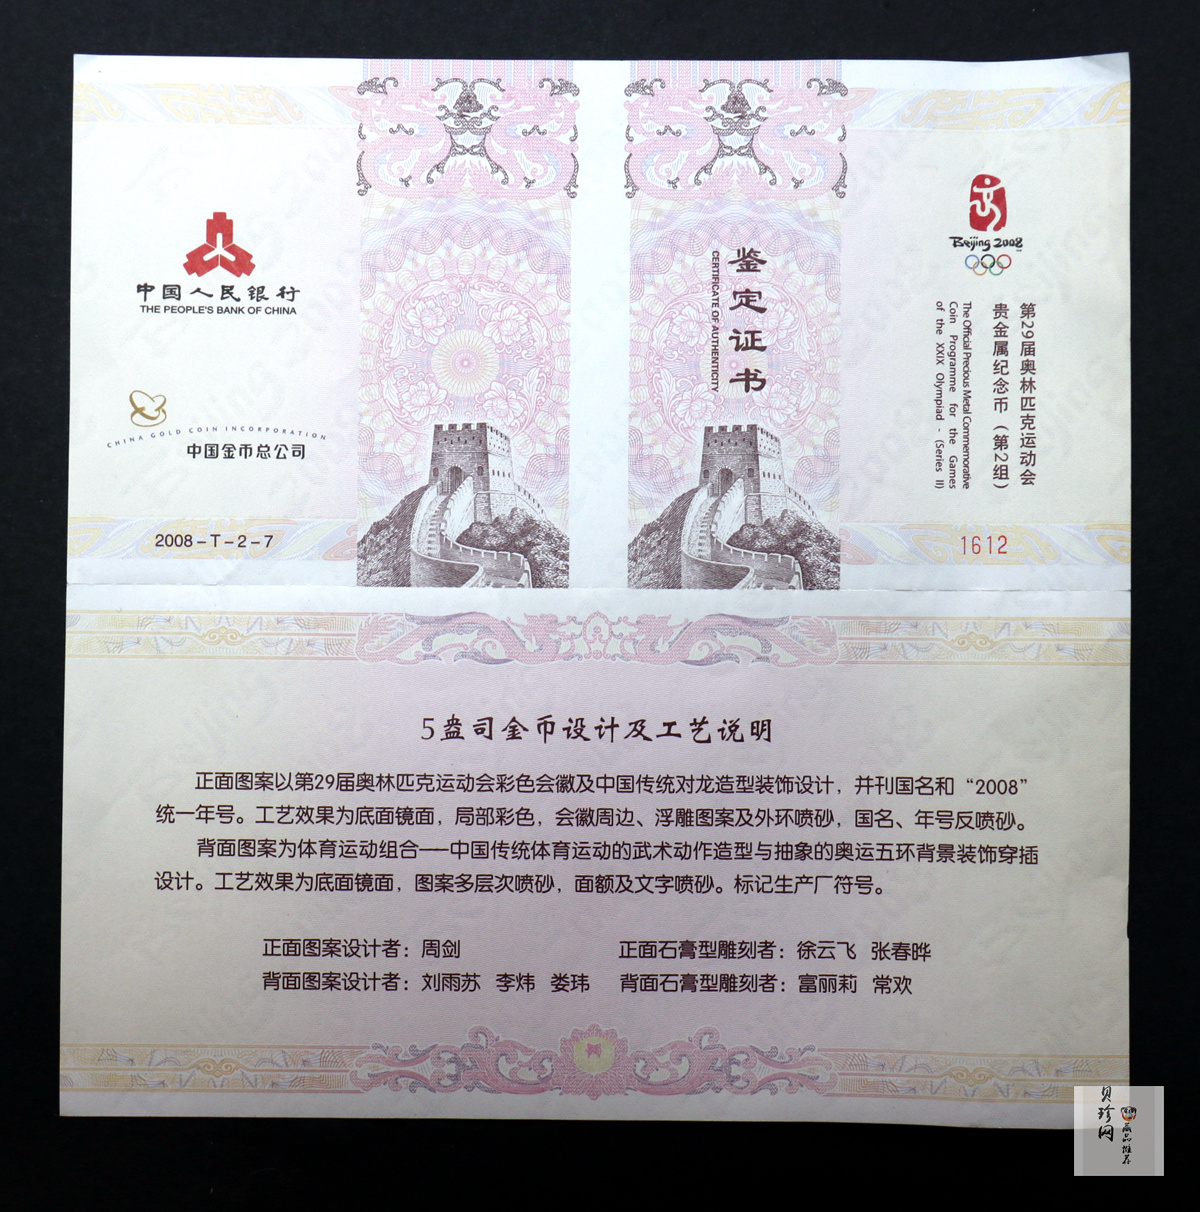 中国人民银行
THE PEOPLE'S BANK OF CHINA
CHINA GOLD COIN INCORPORATION
中国金币总公司
2008-T-2-7
鉴定证书
CERTIFICATE OF AUTHENTICITY
Beijing 2008
第29届奥林匹克运动会
贵金属纪念币（第2组）
The Official Precious Metal Commemorative
Coin Programme for the Games
of the XXIX Olympiad - (Series II)
1612
5盎司金币设计及工艺说明
正面图案以第29届奥林匹克运动会彩色会徽及中国传统对龙造型装饰设计，并刊国名和“2008”
统一年号。工艺效果为底面镜面，局部彩色，会徽周边、浮雕图案及外环喷砂，国名、年号反喷砂。
背面图案为体育运动组合——中国传统体育运动的武术动作造型与抽象的奥运五环背景装饰穿插
设计。工艺效果为底面镜面，图案多层次喷砂，面额及文字喷砂。标记生产厂符号。
正面图案设计者：周剑 正面石膏型雕刻者：徐云飞 张春晔
背面图案设计者：刘雨苏 李炜 娄玮 背面石膏型雕刻者：富丽莉 常欢
贝珍网
藏品推荐